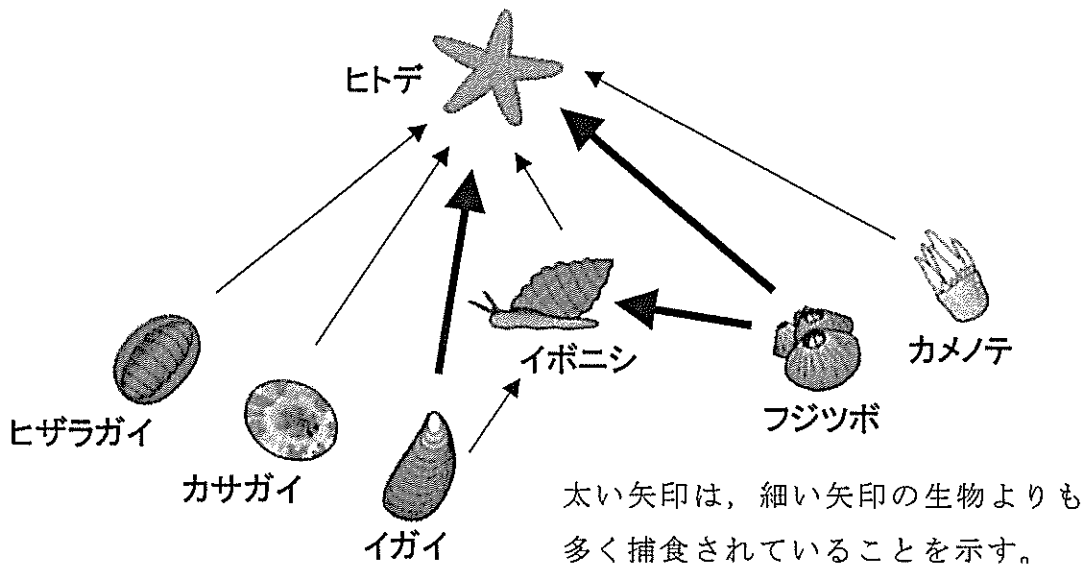 ヒトデ
カメノテ
イボニシ
フジツボ
ヒザラガイ
カサガイ
イガイ
太い矢印は，細い矢印の生物よりも
多く捕食されていることを示す。